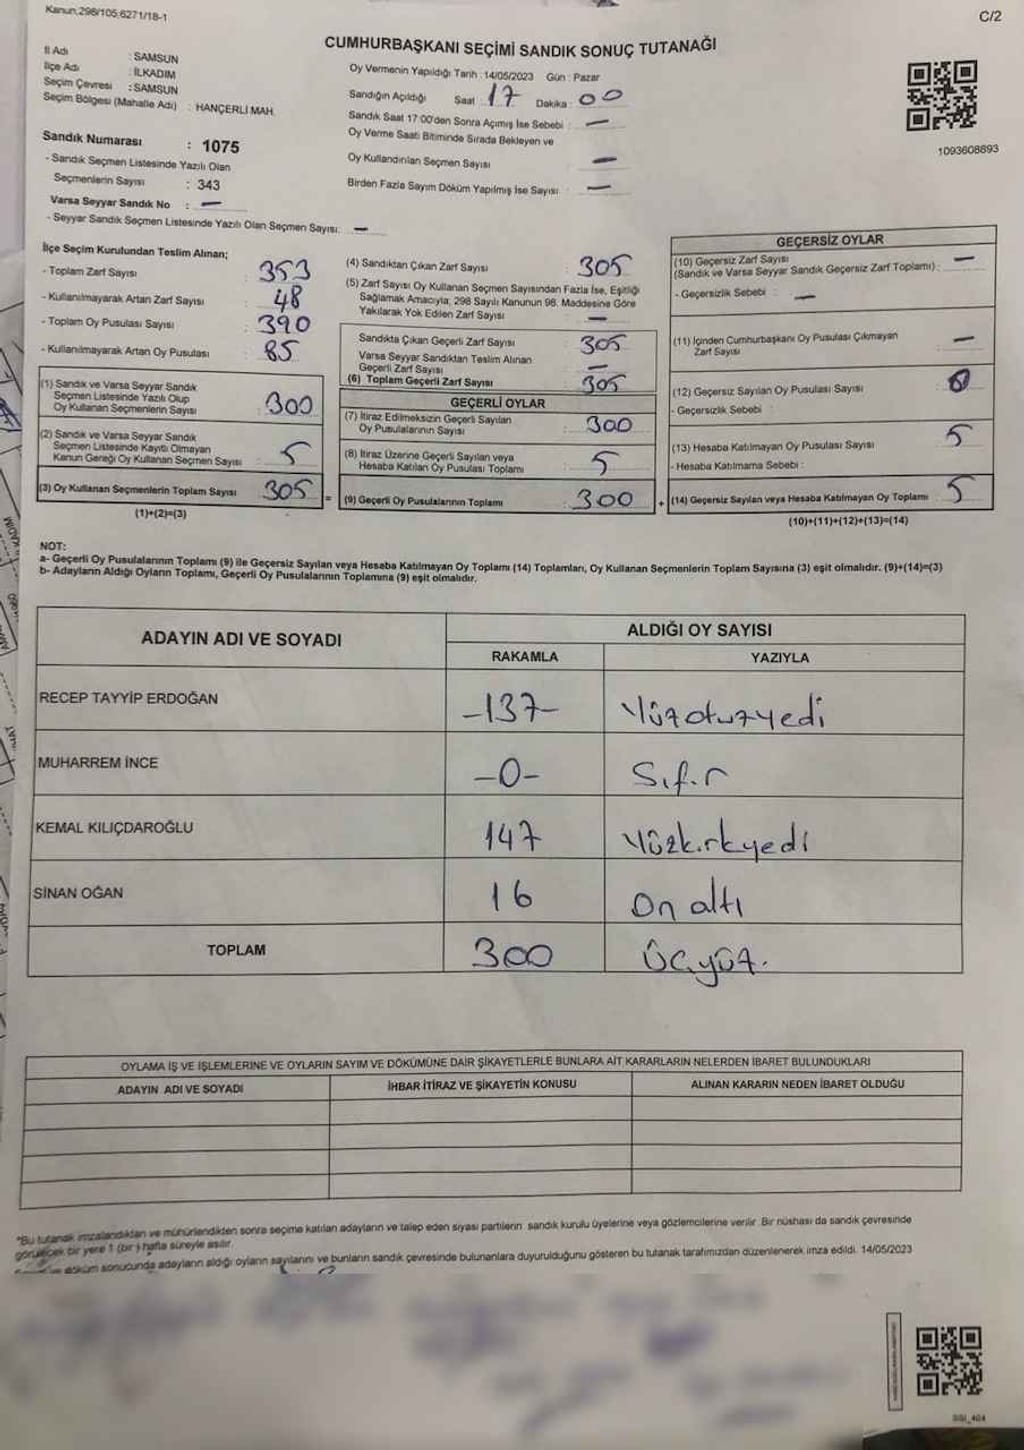 Kanun,298/105;6271/18-1
C/2
CUMHURBAŞKANI SEÇİMİ SANDIK SONUÇ TUTANAĞI
İl Adı : SAMSUN
İlçe Adı : İLKADIM
Seçim Çevresi : SAMSUN
Seçim Bölgesi (Mahalle Adı) : HANÇERLİ MAH.
Oy Vermenin Yapıldığı Tarih :14/05/2023 Gün : Pazar
Sandığın Açıldığı Saat : 17 Dakika : 00
Sandık Saat 17:00'den Sonra Açımış İse Sebebi : —
Oy Verme Saati Bitiminde Sırada Bekleyen ve
Oy Kullandırılan Seçmen Sayısı —
Birden Fazla Sayım Döküm Yapılmış İse Sayısı : —
1093608893
Sandık Numarası : 1075
- Sandık Seçmen Listesinde Yazılı Olan
Seçmenlerin Sayısı : 343
Varsa Seyyar Sandık No : —
- Seyyar Sandık Seçmen Listesinde Yazılı Olan Seçmen Sayısı: —
İlçe Seçim Kurulundan Teslim Alınan;
- Toplam Zarf Sayısı : 353
- Kullanılmayarak Artan Zarf Sayısı : 48
- Toplam Oy Pusulası Sayısı : 390
- Kullanılmayarak Artan Oy Pusulası : 85
(1) Sandık ve Varsa Seyyar Sandık
Seçmen Listesinde Yazılı Olup
Oy Kullanan Seçmenlerin Sayısı : 300
(2) Sandık ve Varsa Seyyar Sandık
Seçmen Listesinde Kayıtlı Olmayan
Kanun Gereği Oy Kullanan Seçmen Sayısı : 5
(3) Oy Kullanan Seçmenlerin Toplam Sayısı : 305
(1)+(2)=(3)
(4) Sandıktan Çıkan Zarf Sayısı : 305
(5) Zarf Sayısı Oy Kullanan Seçmen Sayısından Fazla İse, Eşitliği
Sağlamak Amacıyla; 298 Sayılı Kanunun 98. Maddesine Göre
Yakılarak Yok Edilen Zarf Sayısı : —
Sandıkta Çıkan Geçerli Zarf Sayısı : 305
Varsa Seyyar Sandıktan Teslim Alınan
Geçerli Zarf Sayısı : —
(6) Toplam Geçerli Zarf Sayısı : 305
GEÇERLİ OYLAR
(7) İtiraz Edilmeksizin Geçerli Sayılan
Oy Pusulalarının Sayısı : 300
(8) İtiraz Üzerine Geçerli Sayılan veya
Hesaba Katılan Oy Pusulası Toplamı : 5
= (9) Geçerli Oy Pusulalarının Toplamı : 300
GEÇERSİZ OYLAR
(10) Geçersiz Zarf Sayısı
(Sandık ve Varsa Seyyar Sandık Geçersiz Zarf Toplamı) : —
- Geçersizlik Sebebi : —
(11) İçinden Cumhurbaşkanı Oy Pusulası Çıkmayan
Zarf Sayısı —
(12) Geçersiz Sayılan Oy Pusulası Sayısı
- Geçersizlik Sebebi :
(13) Hesaba Katılmayan Oy Pusulası Sayısı 5
- Hesaba Katılmama Sebebi :
+ (14) Geçersiz Sayılan veya Hesaba Katılmayan Oy Toplamı : 5
(10)+(11)+(12)+(13)=(14)
NOT:
a- Geçerli Oy Pusulalarının Toplamı (9) ile Geçersiz Sayılan veya Hesaba Katılmayan Oy Toplamı (14) Toplamları, Oy Kullanan Seçmenlerin Toplam Sayısına (3) eşit olmalıdır. (9)+(14)=(3)
b- Adayların Aldığı Oyların Toplamı, Geçerli Oy Pusulalarının Toplamına (9) eşit olmalıdır.
ADAYIN ADI VE SOYADI
ALDIĞI OY SAYISI
RAKAMLA YAZIYLA
RECEP TAYYİP ERDOĞAN -137- Yüzotuzyedi
MUHARREM İNCE -0- Sıfır
KEMAL KILIÇDAROĞLU 147 Yüzkırkyedi
SİNAN OĞAN 16 On altı
TOPLAM 300 Üçyüz.
OYLAMA İŞ VE İŞLEMLERİNE VE OYLARIN SAYIM VE DÖKÜMÜNE DAİR ŞİKAYETLERLE BUNLARA AİT KARARLARIN NELERDEN İBARET BULUNDUKLARI
ADAYIN ADI VE SOYADI İHBAR İTİRAZ VE ŞİKAYETİN KONUSU ALINAN KARARIN NEDEN İBARET OLDUĞU
*Bu tutanak imzalandıktan ve mühürlendikten sonra seçime katılan adayların ve talep eden siyasi partilerin sandık kurulu üyelerine veya gözlemcilerine verilir. Bir nüshası da sandık çevresinde
görülecek bir yere 1 (bir) hafta süreyle asılır.
döküm sonucunda adayların aldığı oyların sayılarını ve bunların sandık çevresinde bulunanlara duyurulduğunu gösteren bu tutanak tarafımızdan düzenlenerek imza edildi. 14/05/2023